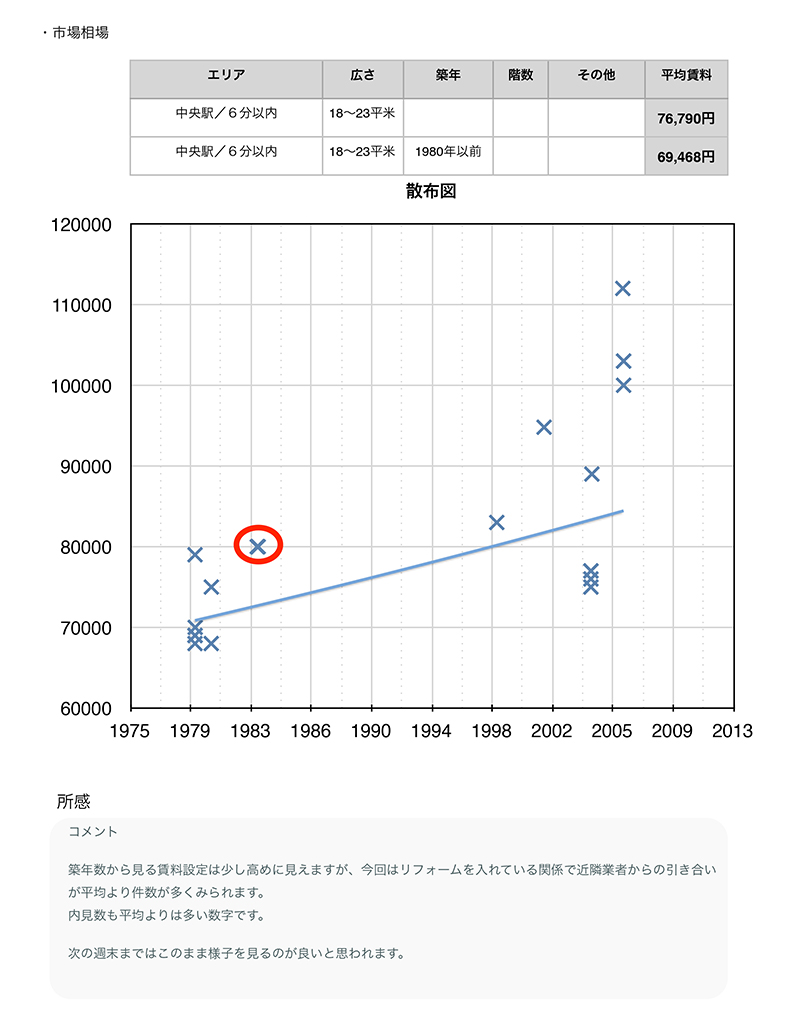 ・市場相場
エリア 広さ 築年 階数 その他 平均賃料
中央駅／６分以内 18〜23平米 76,790円
中央駅／６分以内 18〜23平米 1980年以前 69,468円
散布図
120000
110000
100000
90000
80000
70000
60000
1975 1979 1983 1986 1990 1994 1998 2002 2005 2009 2013
所感
コメント
築年数から見る賃料設定は少し高めに見えますが、今回はリフォームを入れている関係で近隣業者からの引き合い
が平均より件数が多くみられます。
内見数も平均よりは多い数字です。
次の週末まではこのまま様子を見るのが良いと思われます。